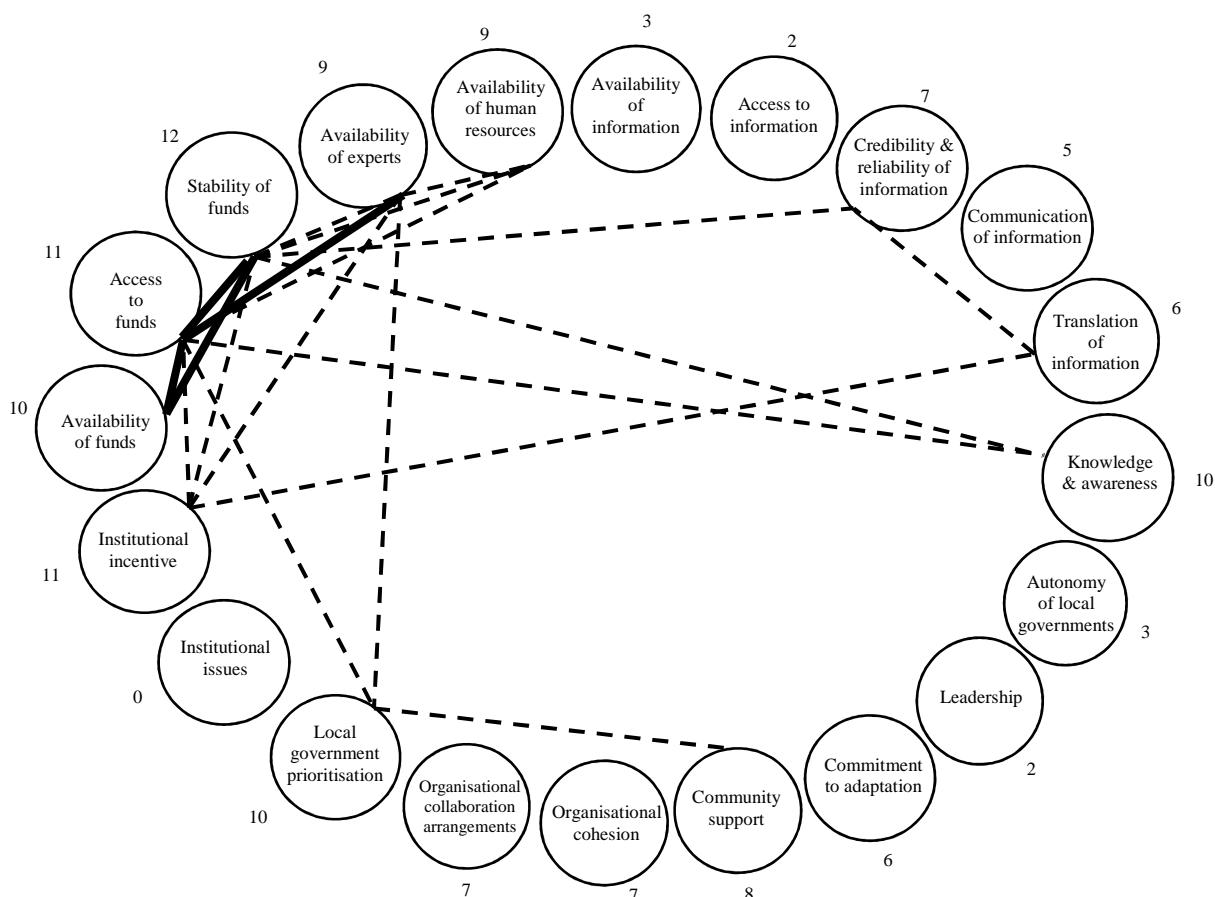 3
Availability
of
information
2
Access to
information
7
Credibility &
reliability of
information
5
Communication
of information
6
Translation
of
information
10
Knowledge
& awareness
3
Autonomy
of local
governments
2
Leadership
6
Commitment
to adaptation
8
Community
support
7
Organisational
cohesion
7
Organisational
collaboration
arrangements
10
Local
government
prioritisation
0
Institutional
issues
11
Institutional
incentive
10
Availability
of funds
11
Access
to
funds
12
Stability of
funds
9
Availability
of experts
9
Availability
of human
resources